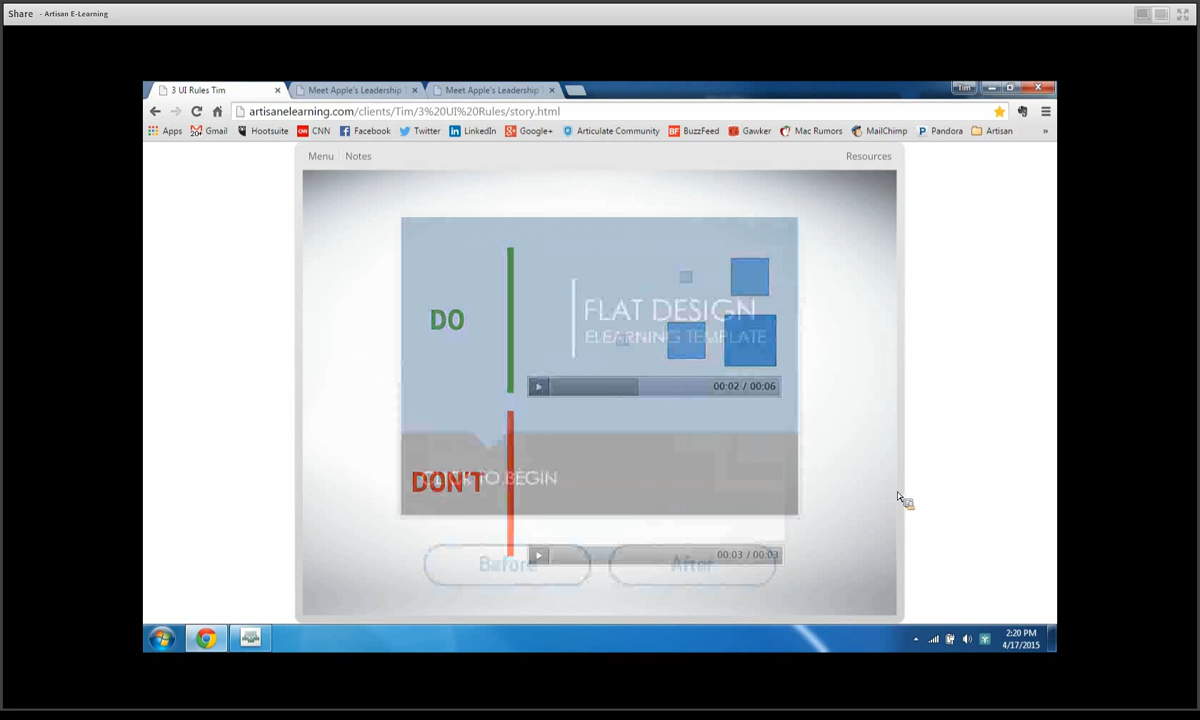 Share - Artisan E-Learning
3 UI Rules Tim
Meet Apple's Leadership
Meet Apple's Leadership
Tim
artisanelearning.com/clients/Tim/3%20UI%20Rules/story.html
Apps Gmail Hootsuite CNN Facebook Twitter LinkedIn Google+ Articulate Community BuzzFeed Gawker Mac Rumors MailChimp Pandora Artisan »
Menu Notes Resources
DO
FLAT DESIGN
ELEARNING TEMPLATE
00:02 / 00:06
DON'T
CLICK TO BEGIN
00:03 / 00:03
Before After
2:20 PM
4/17/2015